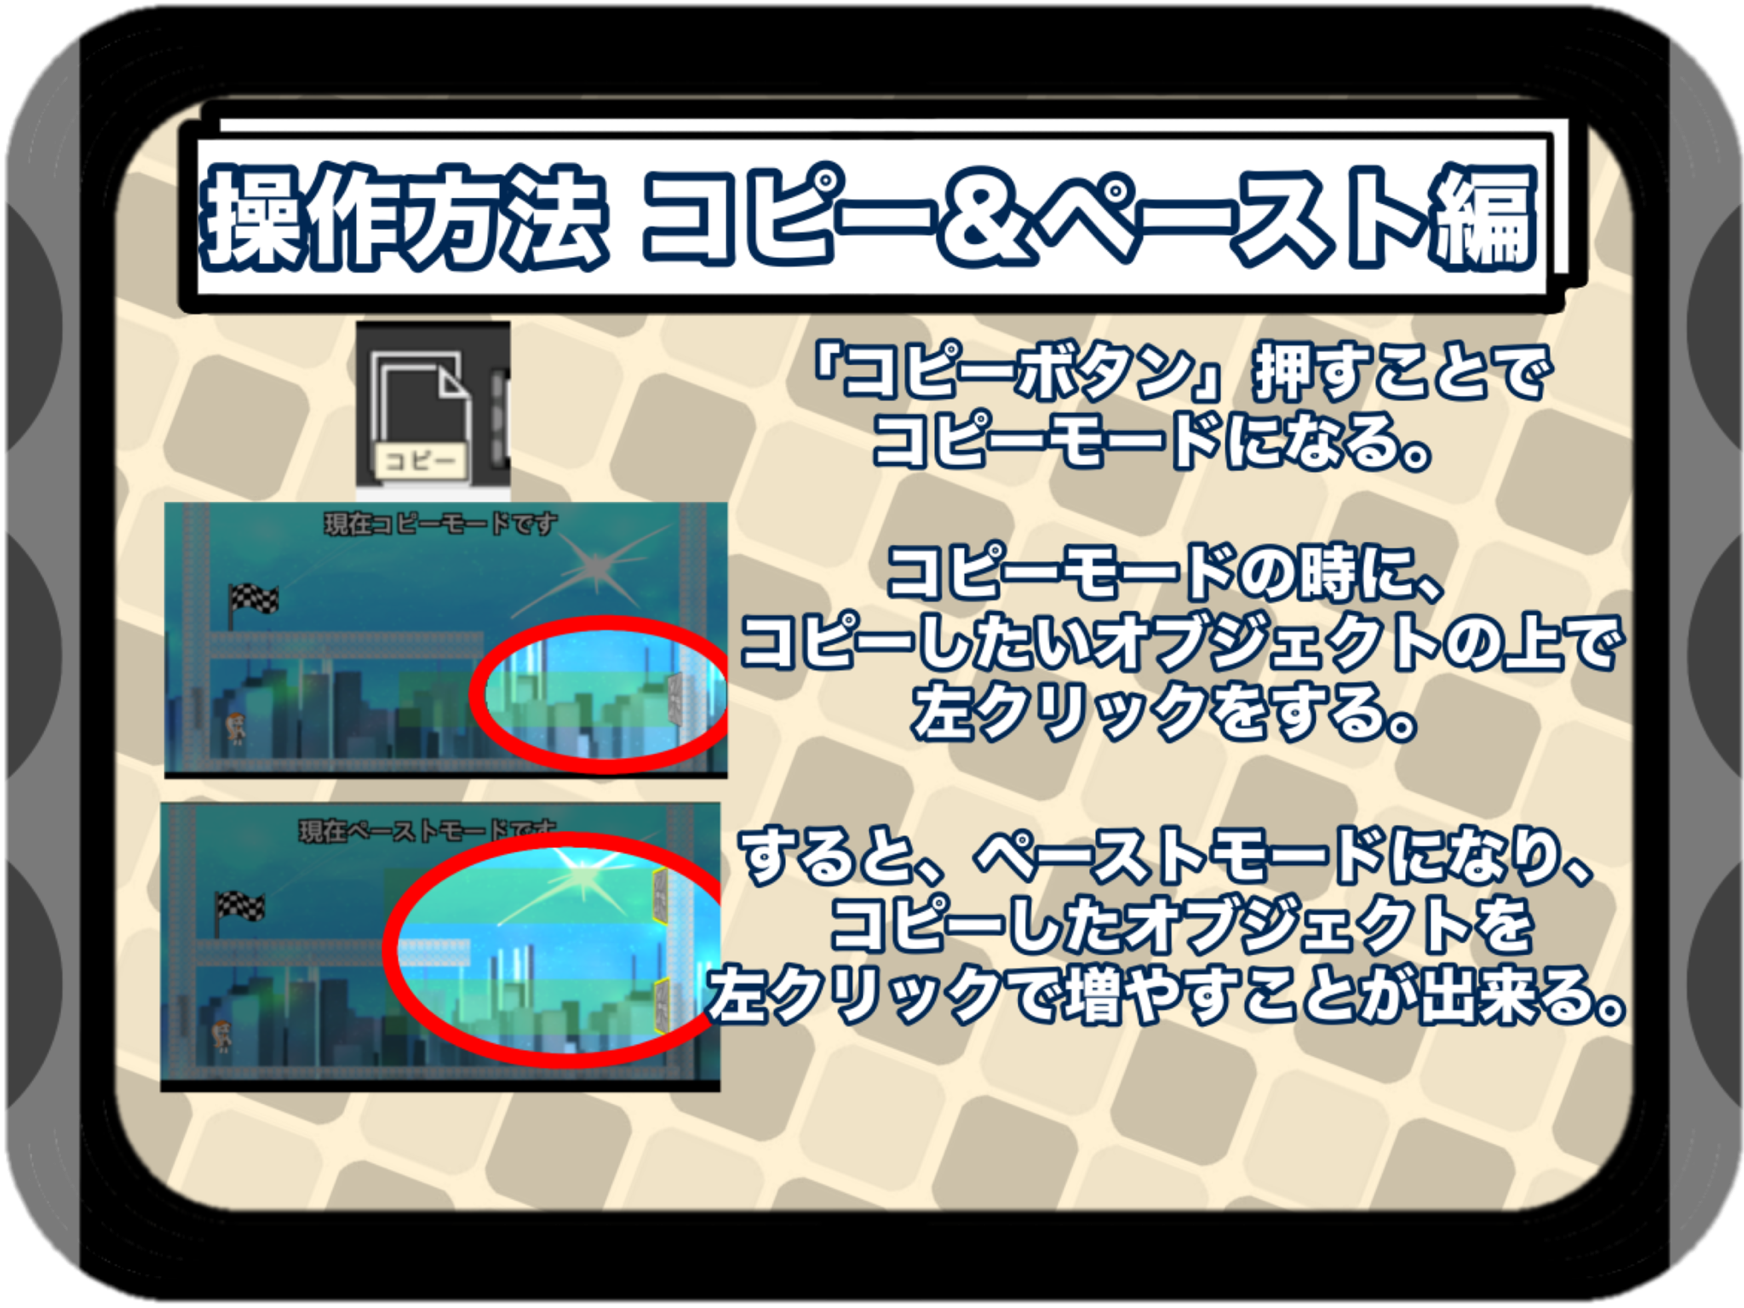 操作方法 コピー&ペースト編
「コピーボタン」押すことで
コピーモードになる。
コピー
現在コピーモードです
コピーモードの時に、
コピーしたいオブジェクトの上で
左クリックをする。
現在ペーストモードです
すると、ペーストモードになり、
コピーしたオブジェクトを
左クリックで増やすことが出来る。